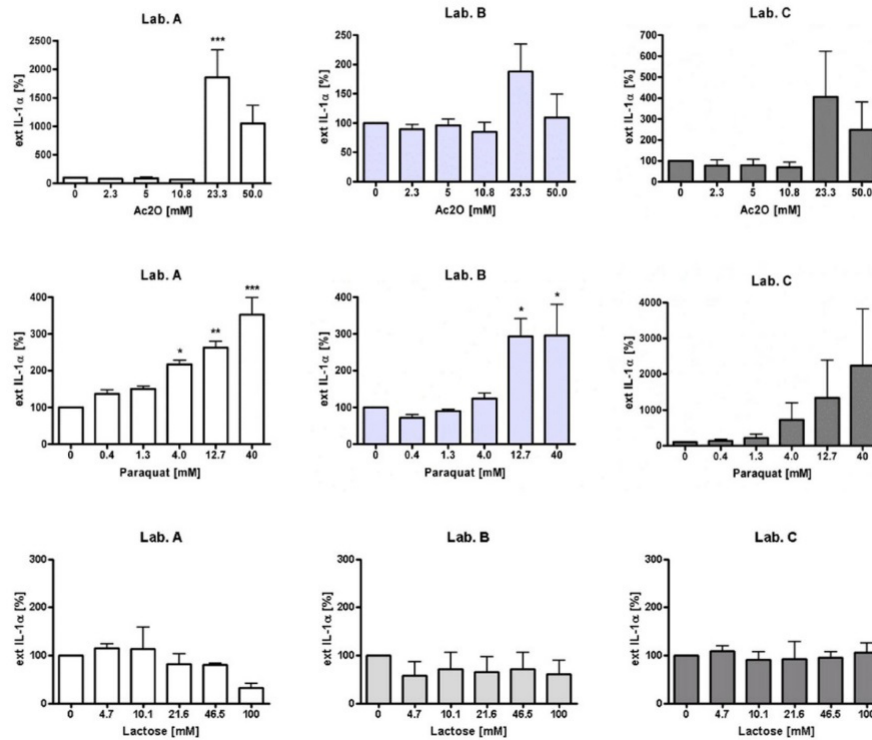 Lab. A
ext IL-1α [%]
2500
2000
1500
1000
500
0
***
0 2.3 5 10.8 23.3 50.0
Ac2O [mM]
Lab. B
ext IL-1α [%]
250
200
150
100
50
0
0 2.3 5 10.8 23.3 50.0
Ac2O [mM]
Lab. C
ext IL-1α [%]
700
600
500
400
300
200
100
0
0 2.3 5 10.8 23.3 50.0
Ac2O [mM]
Lab. A
ext IL-1α [%]
400
300
200
100
0
* ** ***
0 0.4 1.3 4.0 12.7 40
Paraquat [mM]
Lab. B
ext IL-1α [%]
400
300
200
100
0
* *
0 0.4 1.3 4.0 12.7 40
Paraquat [mM]
Lab. C
ext IL-1α [%]
4000
3000
2000
1000
0
0 0.4 1.3 4.0 12.7 40
Paraquat [mM]
Lab. A
ext IL-1α [%]
300
200
100
0
0 4.7 10.1 21.6 46.5 100
Lactose [mM]
Lab. B
ext IL-1α [%]
300
200
100
0
0 4.7 10.1 21.6 46.5 100
Lactose [mM]
Lab. C
ext IL-1α [%]
300
200
100
0
0 4.7 10.1 21.6 46.5 100
Lactose [mM]